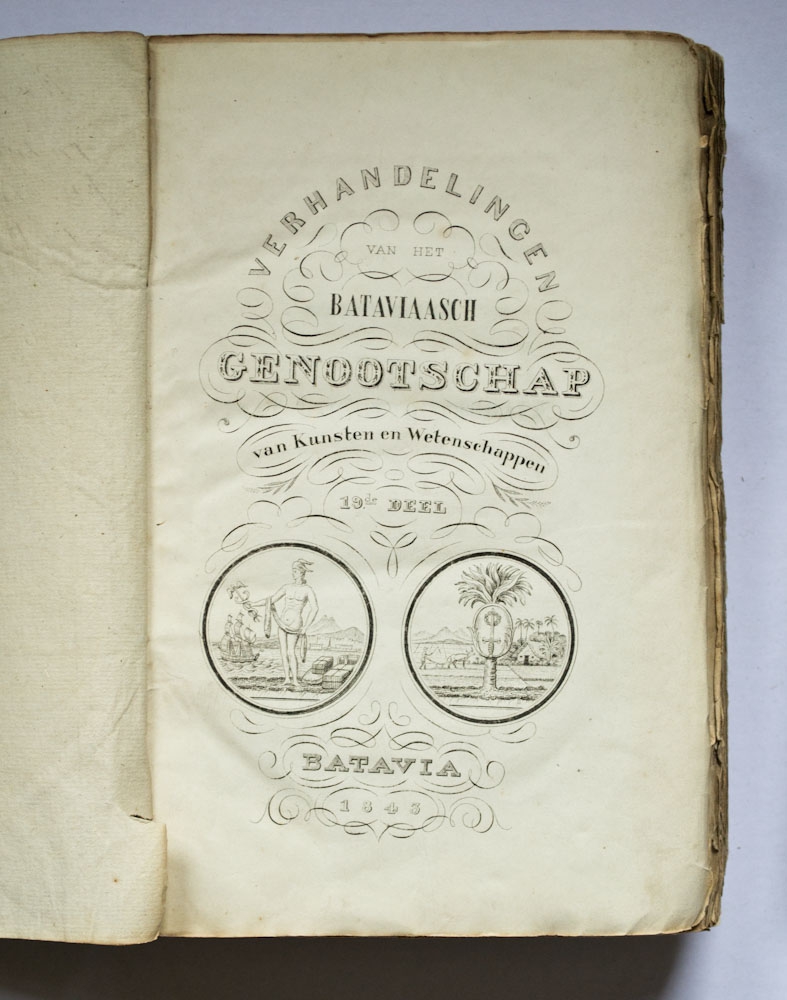 VERHANDELINGEN
VAN HET
BATAVIAASCH
GENOOTSCHAP
van Kunsten en Wetenschappen
19de DEEL
BATAVIA
1843